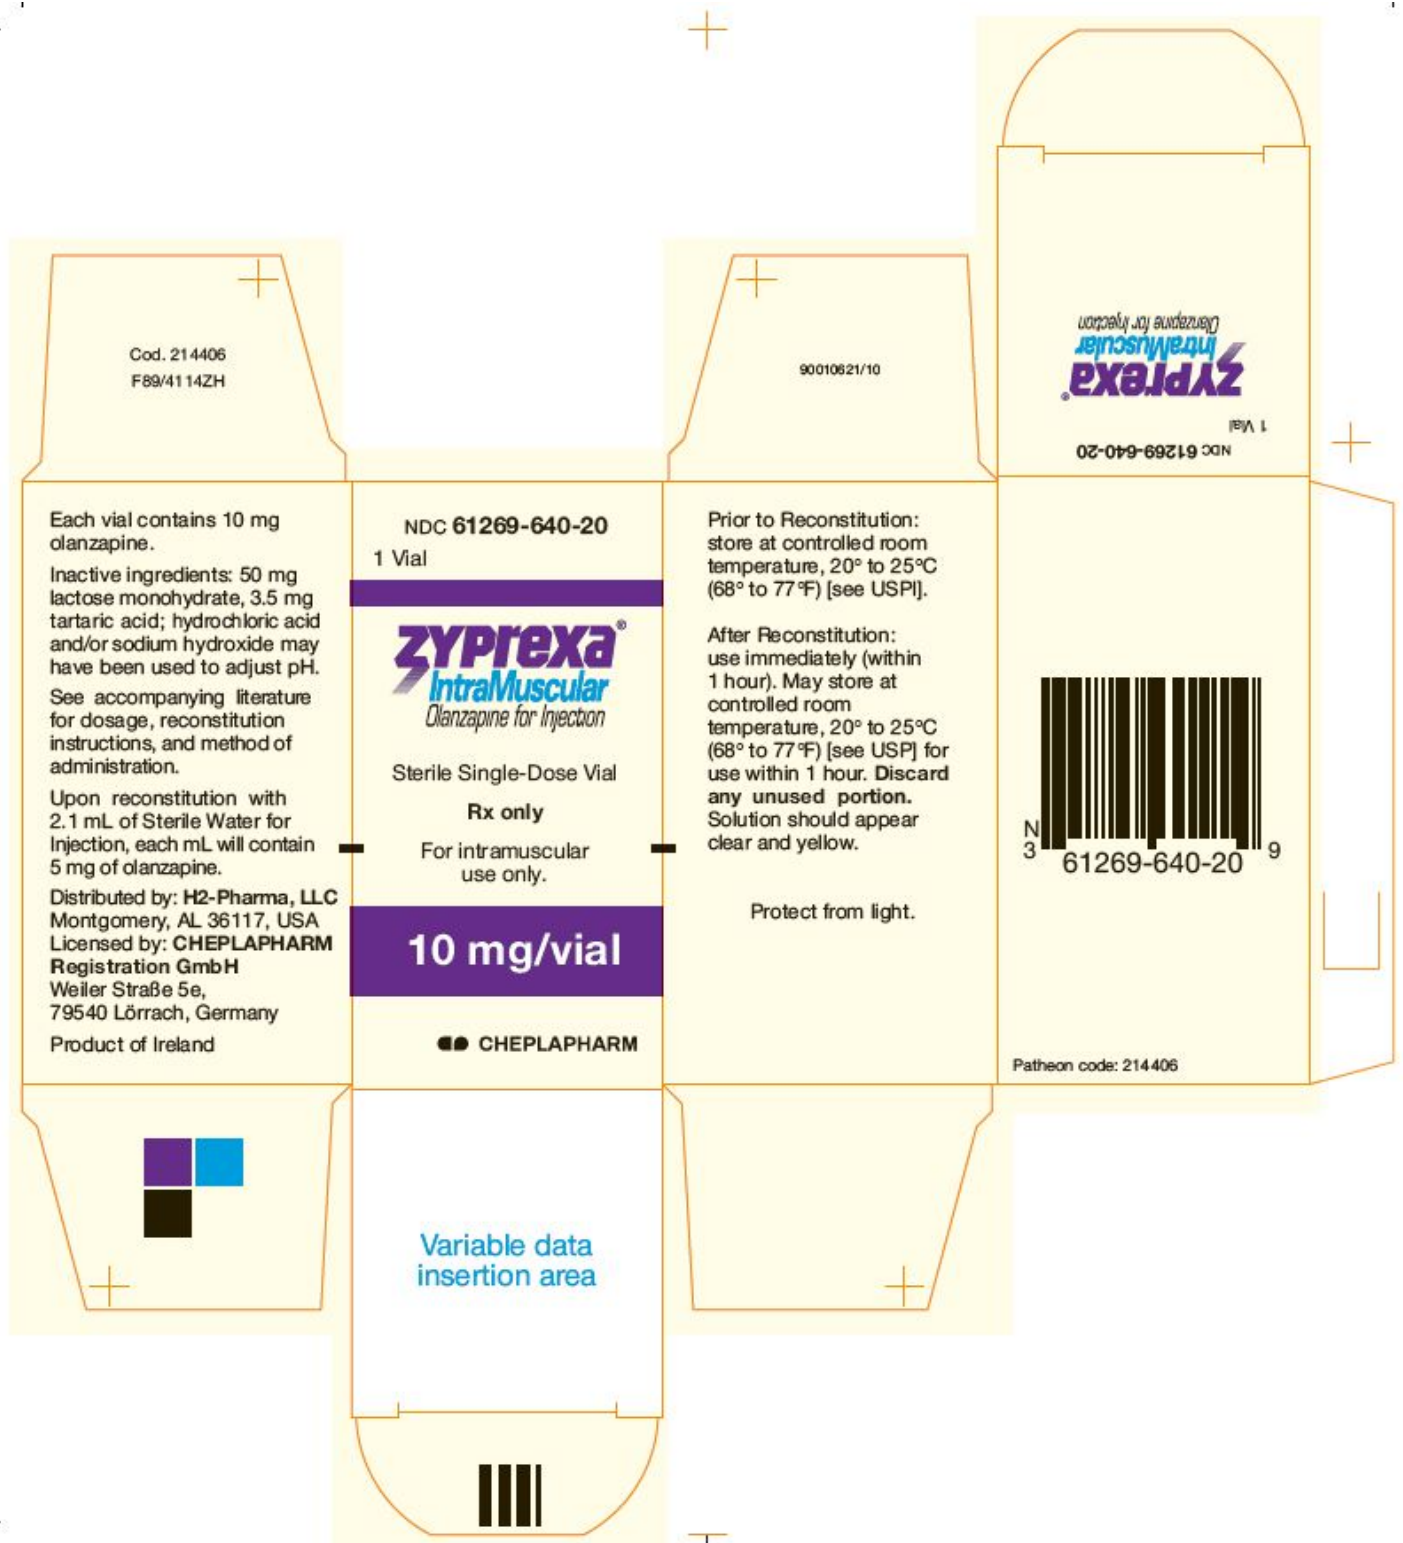 Cod. 214406
F89/4114ZH
90010621/10
NDC 61269-640-20
1 Vial
zyprexa®
IntraMuscular
Olanzapine for Injection
Each vial contains 10 mg
olanzapine.
Inactive ingredients: 50 mg
lactose monohydrate, 3.5 mg
tartaric acid; hydrochloric acid
and/or sodium hydroxide may
have been used to adjust pH.
See accompanying literature
for dosage, reconstitution
instructions, and method of
administration.
Upon reconstitution with
2.1 mL of Sterile Water for
Injection, each mL will contain
5 mg of olanzapine.
Distributed by: H2-Pharma, LLC
Montgomery, AL 36117, USA
Licensed by: CHEPLAPHARM
Registration GmbH
Weiler Straße 5e,
79540 Lörrach, Germany
Product of Ireland
NDC 61269-640-20
1 Vial
zyprexa®
IntraMuscular
Olanzapine for Injection
Sterile Single-Dose Vial
Rx only
For intramuscular
use only.
10 mg/vial
CHEPLAPHARM
Prior to Reconstitution:
store at controlled room
temperature, 20° to 25°C
(68° to 77°F) [see USPI].
After Reconstitution:
use immediately (within
1 hour). May store at
controlled room
temperature, 20° to 25°C
(68° to 77°F) [see USP] for
use within 1 hour. Discard
any unused portion.
Solution should appear
clear and yellow.
Protect from light.
N
3
61269-640-20
9
Patheon code: 214406
Variable data
insertion area